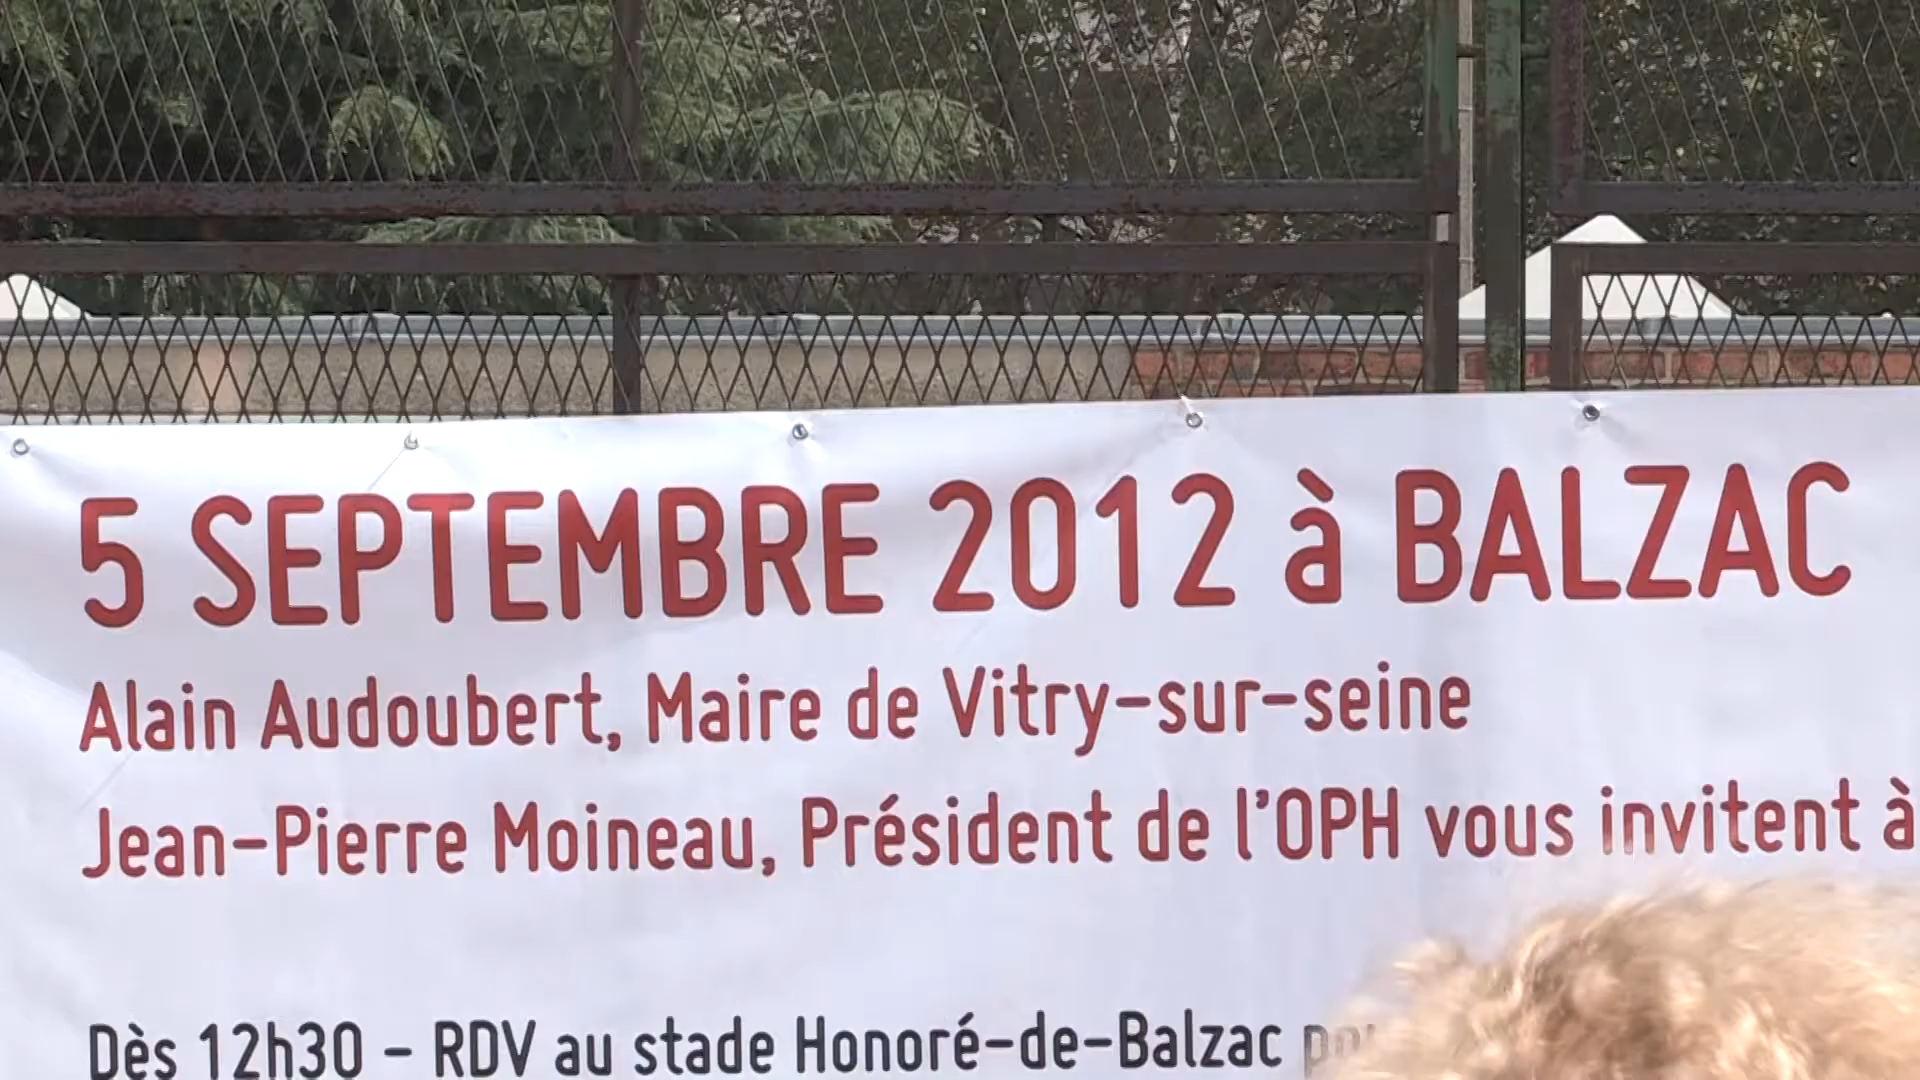 5 SEPTEMBRE 2012 à BALZAC
Alain Audoubert, Maire de Vitry-sur-seine
Jean-Pierre Moineau, Président de l'OPH vous invitent à
Dès 12h30 - RDV au stade Honoré-de-Balzac